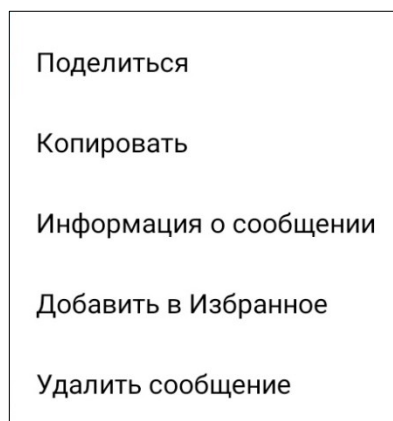 Поделиться
Копировать
Информация о сообщении
Добавить в Избранное
Удалить сообщение